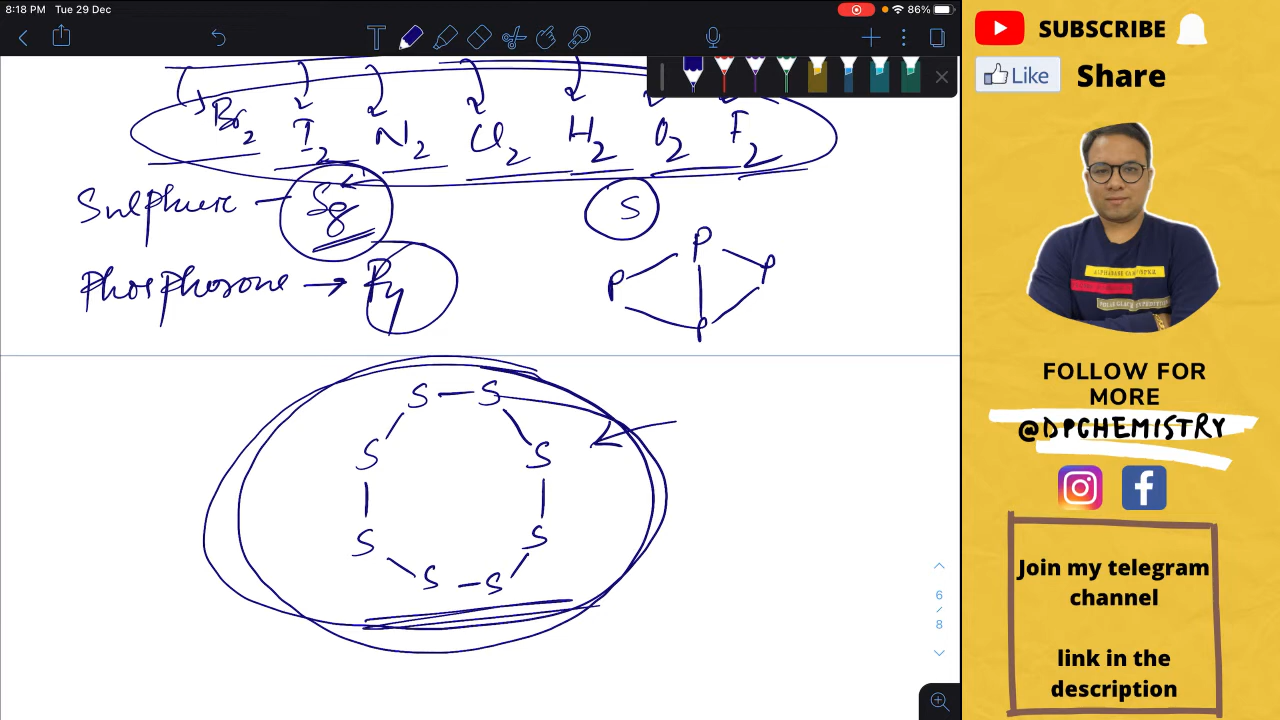 8:18 PM Tue 29 Dec
86%
Br2 I2 N2 Cl2 H2 O2 F2
Sulphur – S8 S
Phosphorone → P4
P
P P
P
S – S
S S
S S
S – S
6
/
8
SUBSCRIBE
Like Share
FOLLOW FOR
MORE
@DPCHEMISTRY
Join my telegram
channel
link in the
description